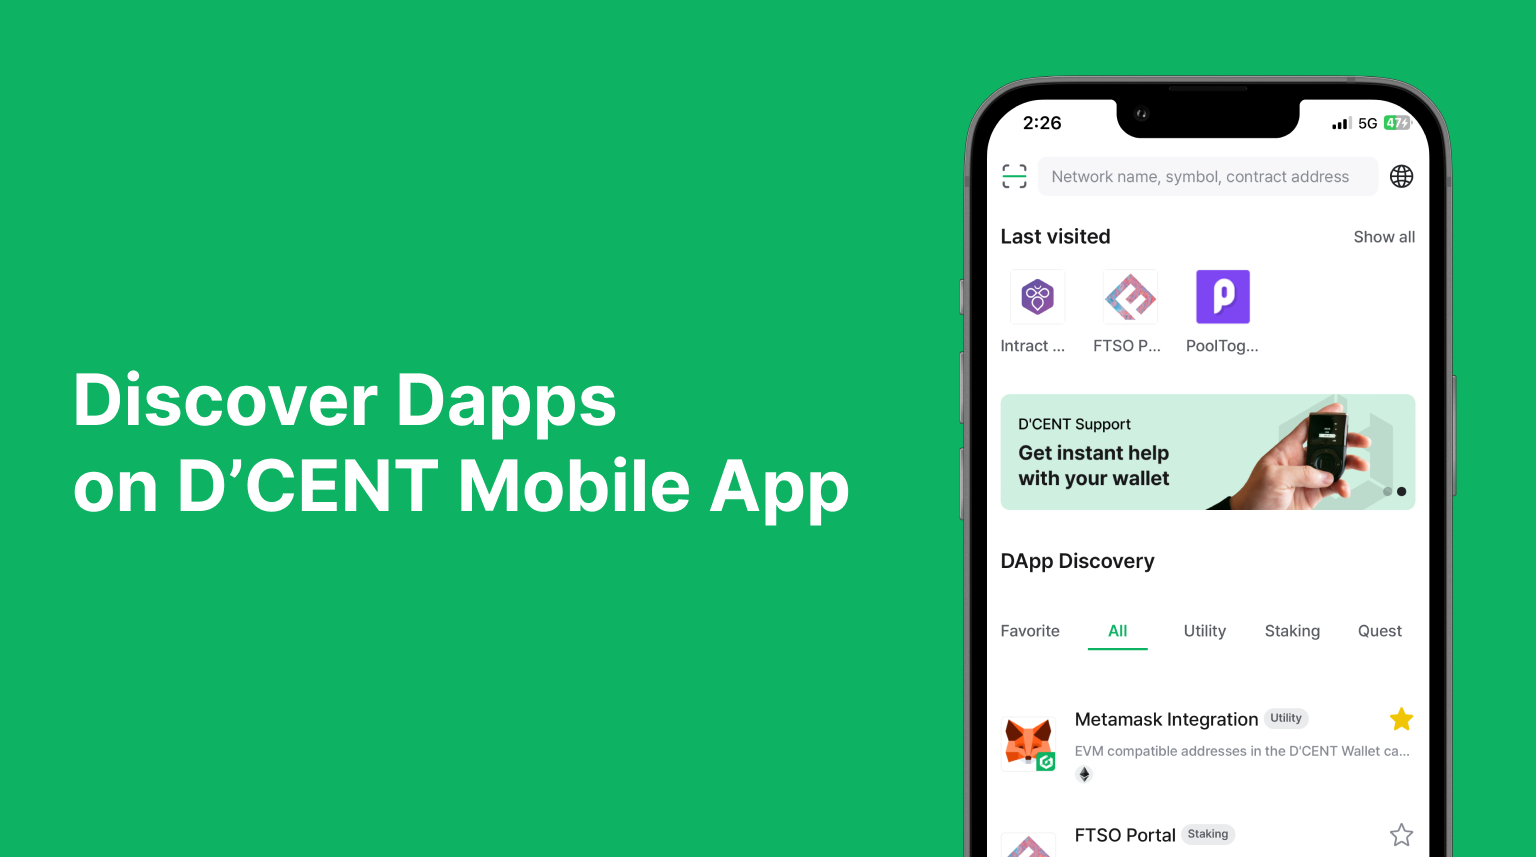 Discover Dapps
on D’CENT Mobile App
2:26
5G
47
Network name, symbol, contract address
Last visited
Show all
Intract ...
FTSO P...
PoolTog...
D'CENT Support
Get instant help
with your wallet
DApp Discovery
Favorite
All
Utility
Staking
Quest
Metamask Integration
Utility
EVM compatible addresses in the D'CENT Wallet ca...
FTSO Portal
Staking